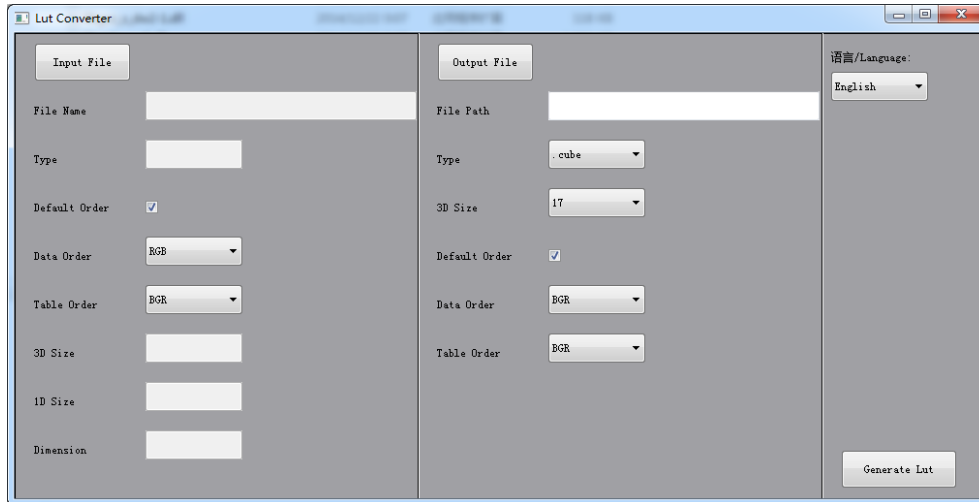 Lut Converter
Input File
File Name
Type
Default Order
Data Order
RGB
Table Order
BGR
3D Size
1D Size
Dimension
Output File
File Path
Type
.cube
3D Size
17
Default Order
Data Order
BGR
Table Order
BGR
语言/Language:
English
Generate Lut